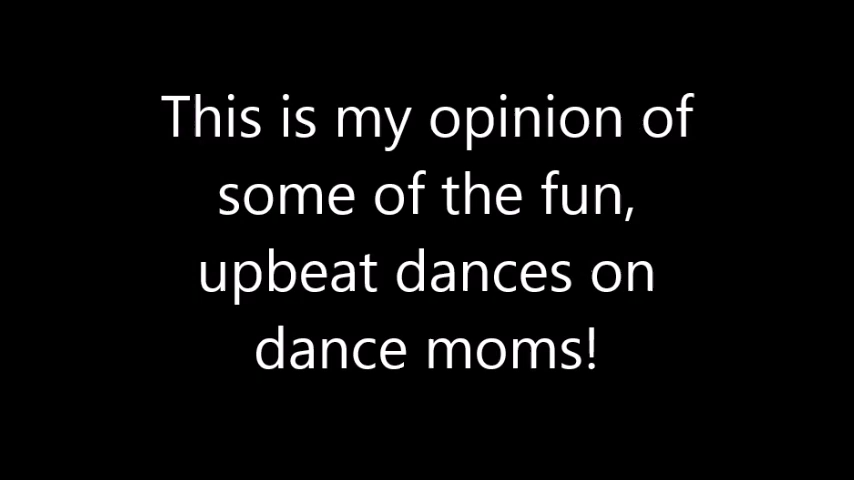 This is my opinion of
some of the fun,
upbeat dances on
dance moms!